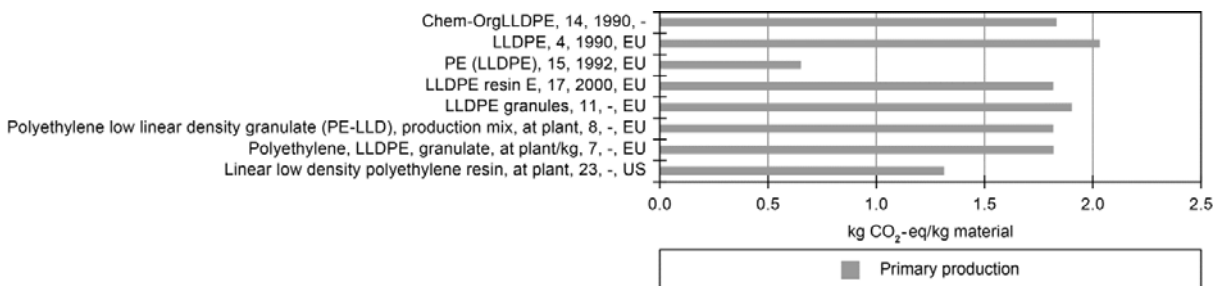 Chem-OrgLLDPE, 14, 1990, -
LLDPE, 4, 1990, EU
PE (LLDPE), 15, 1992, EU
LLDPE resin E, 17, 2000, EU
LLDPE granules, 11, -, EU
Polyethylene low linear density granulate (PE-LLD), production mix, at plant, 8, -, EU
Polyethylene, LLDPE, granulate, at plant/kg, 7, -, EU
Linear low density polyethylene resin, at plant, 23, -, US
0.0 0.5 1.0 1.5 2.0 2.5
kg CO₂-eq/kg material
Primary production